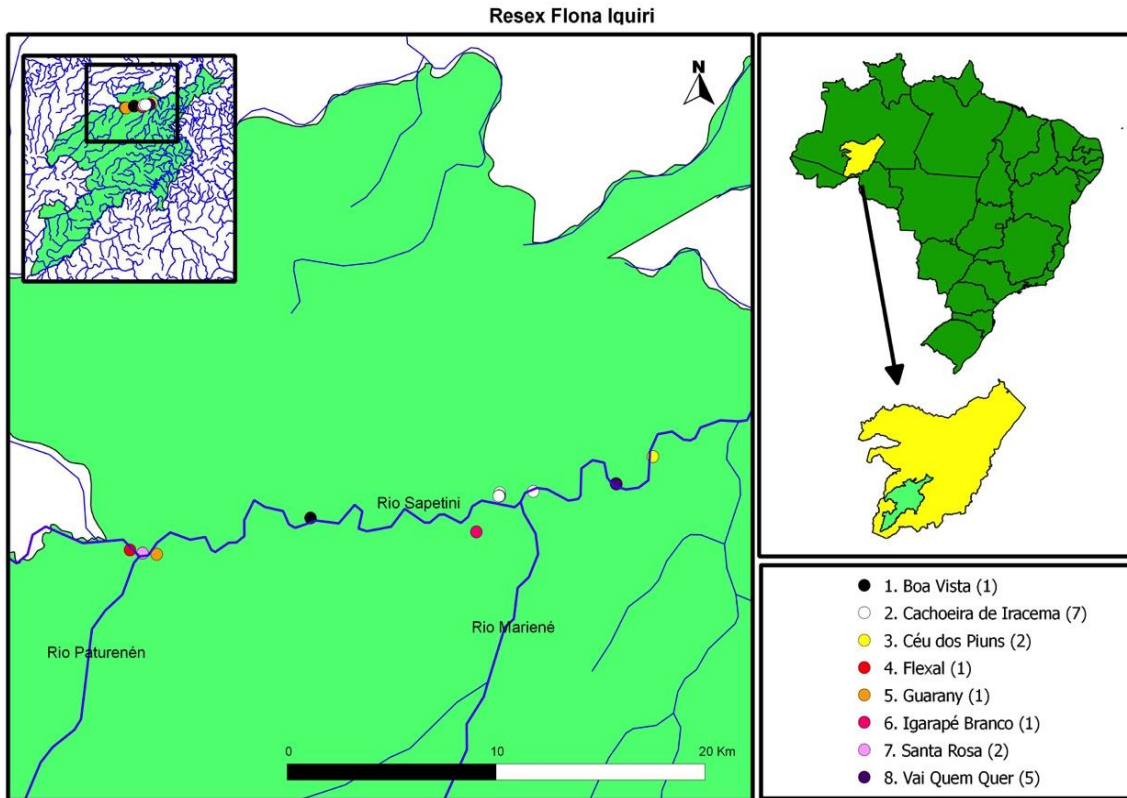 Resex Flona Iquiri
N
Rio Sapetini
Rio Mariené
Rio Paturenén
0 20 Km
10
1. Boa Vista (1)
2. Cachoeira de Iracema (7)
3. Céu dos Piuns (2)
4. Flexal (1)
5. Guarany (1)
6. Igarapé Branco (1)
7. Santa Rosa (2)
8. Vai Quem Quer (5)